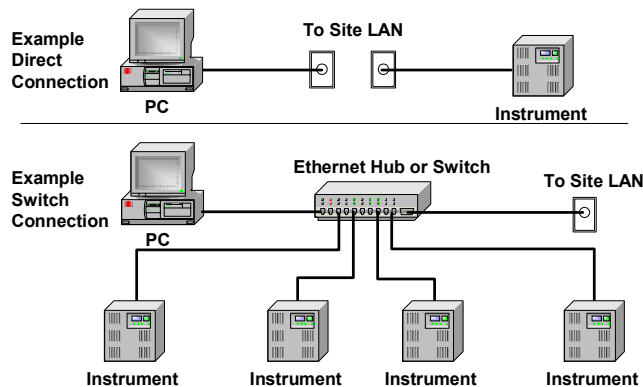 Example
Direct
Connection
To Site LAN
PC
Instrument
Example
Switch
Connection
Ethernet Hub or Switch
To Site LAN
PC
Instrument
Instrument
Instrument
Instrument